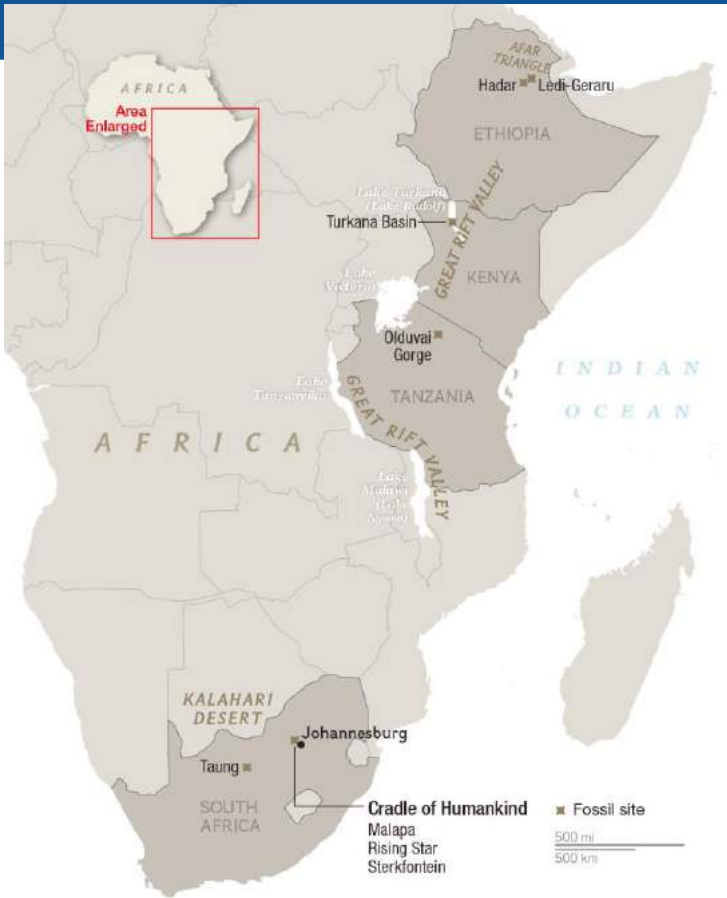 AFRICA
Area
Enlarged
AFAR
TRIANGLE
Hadar
Ledi-Geraru
ETHIOPIA
Lake Turkana
(Lake Rudolf)
Turkana Basin
GREAT RIFT VALLEY
KENYA
Lake
Victoria
Olduvai
Gorge
TANZANIA
Lake
Tanganyika
GREAT RIFT VALLEY
INDIAN
OCEAN
AFRICA
Lake
Malawi
(Lake
Nyasa)
KALAHARI
DESERT
Johannesburg
Taung
SOUTH
AFRICA
Cradle of Humankind
Malapa
Rising Star
Sterkfontein
Fossil site
500 mi
500 km